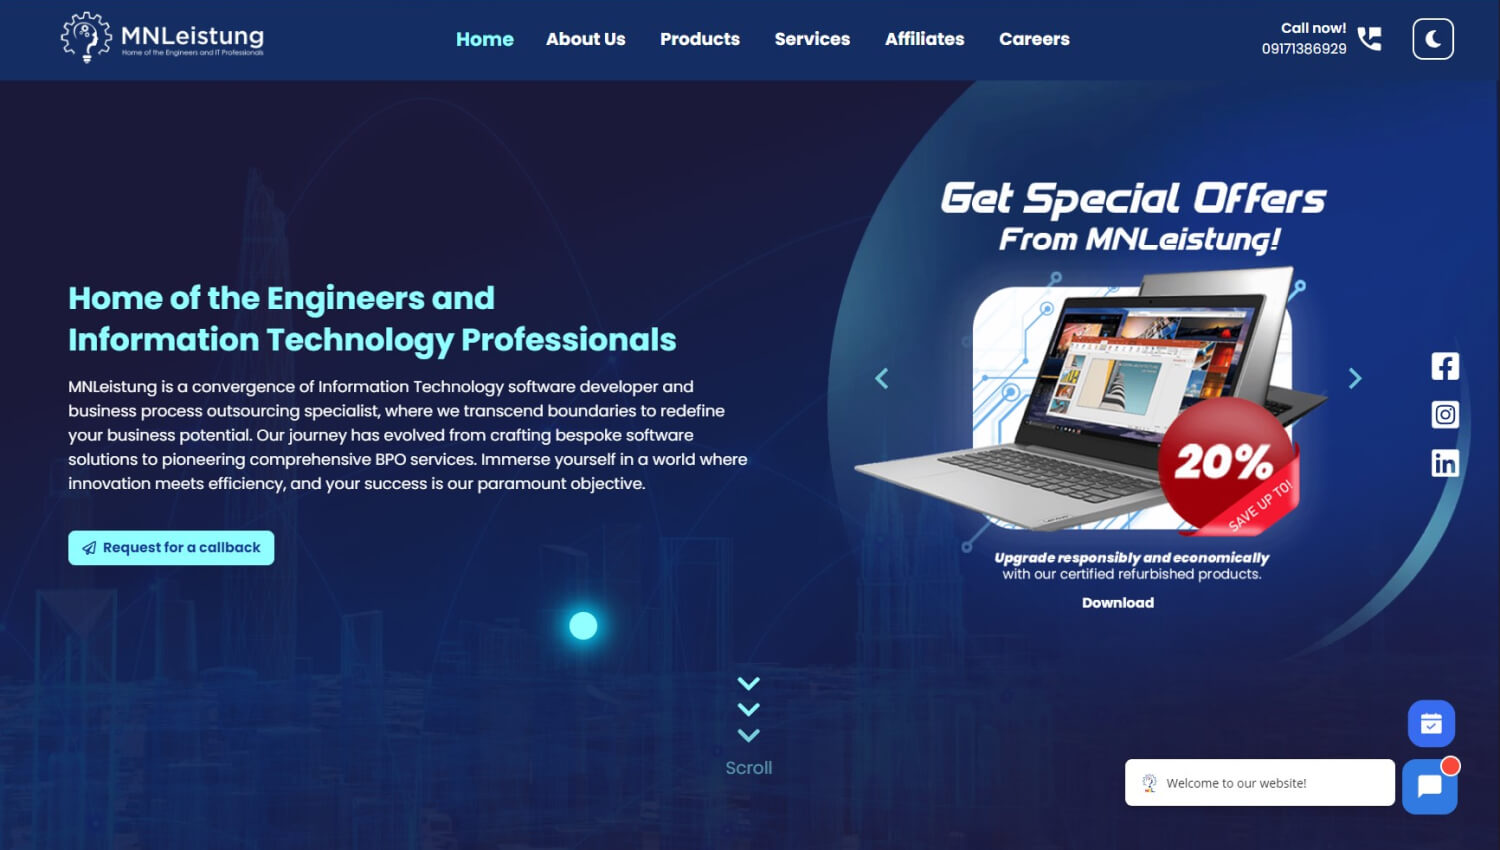 MNLeistung
Home of the Engineers and IT Professionals
Home
About Us
Products
Services
Affiliates
Careers
Call now!
09171386929
Get Special Offers
From MNLeistung!
Home of the Engineers and
Information Technology Professionals
MNLeistung is a convergence of Information Technology software developer and
business process outsourcing specialist, where we transcend boundaries to redefine
your business potential. Our journey has evolved from crafting bespoke software
solutions to pioneering comprehensive BPO services. Immerse yourself in a world where
innovation meets efficiency, and your success is our paramount objective.
Request for a callback
20%
SAVE UP TO!
Upgrade responsibly and economically
with our certified refurbished products.
Download
Scroll
Welcome to our website!